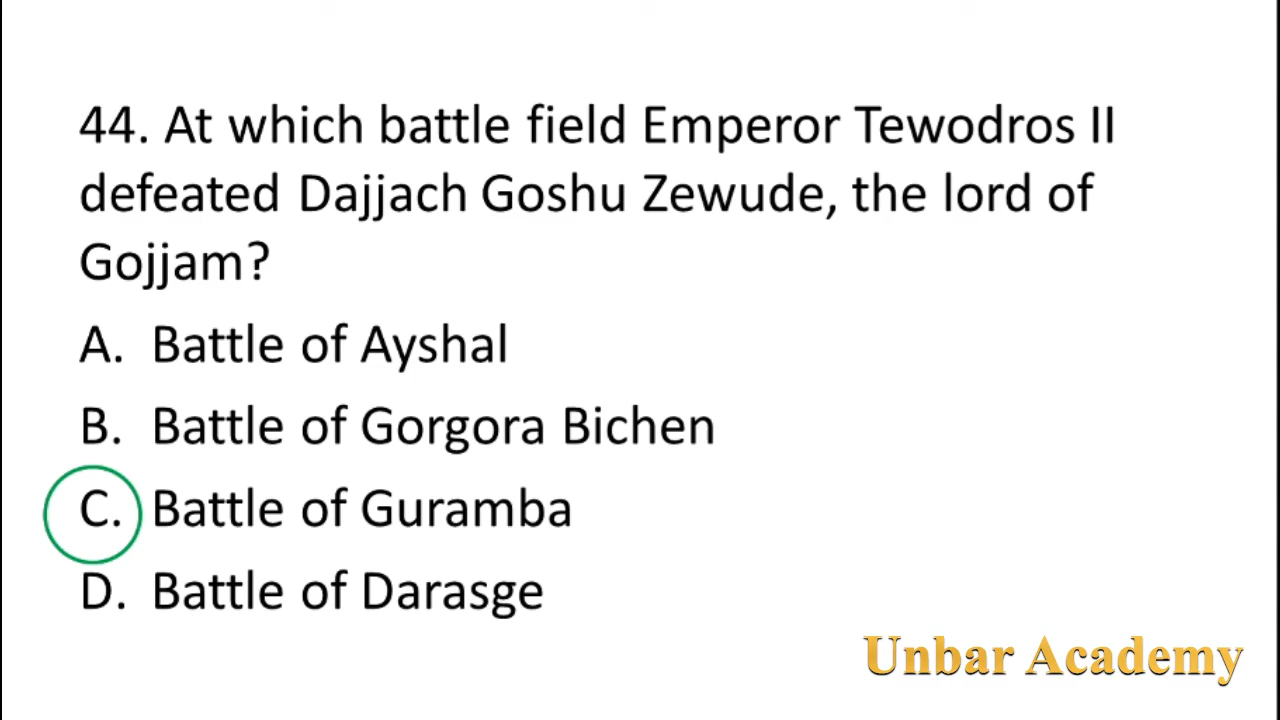 44. At which battle field Emperor Tewodros II
defeated Dajjach Goshu Zewude, the lord of
Gojjam?
A. Battle of Ayshal
B. Battle of Gorgora Bichen
C. Battle of Guramba
D. Battle of Darasge
Unbar Academy